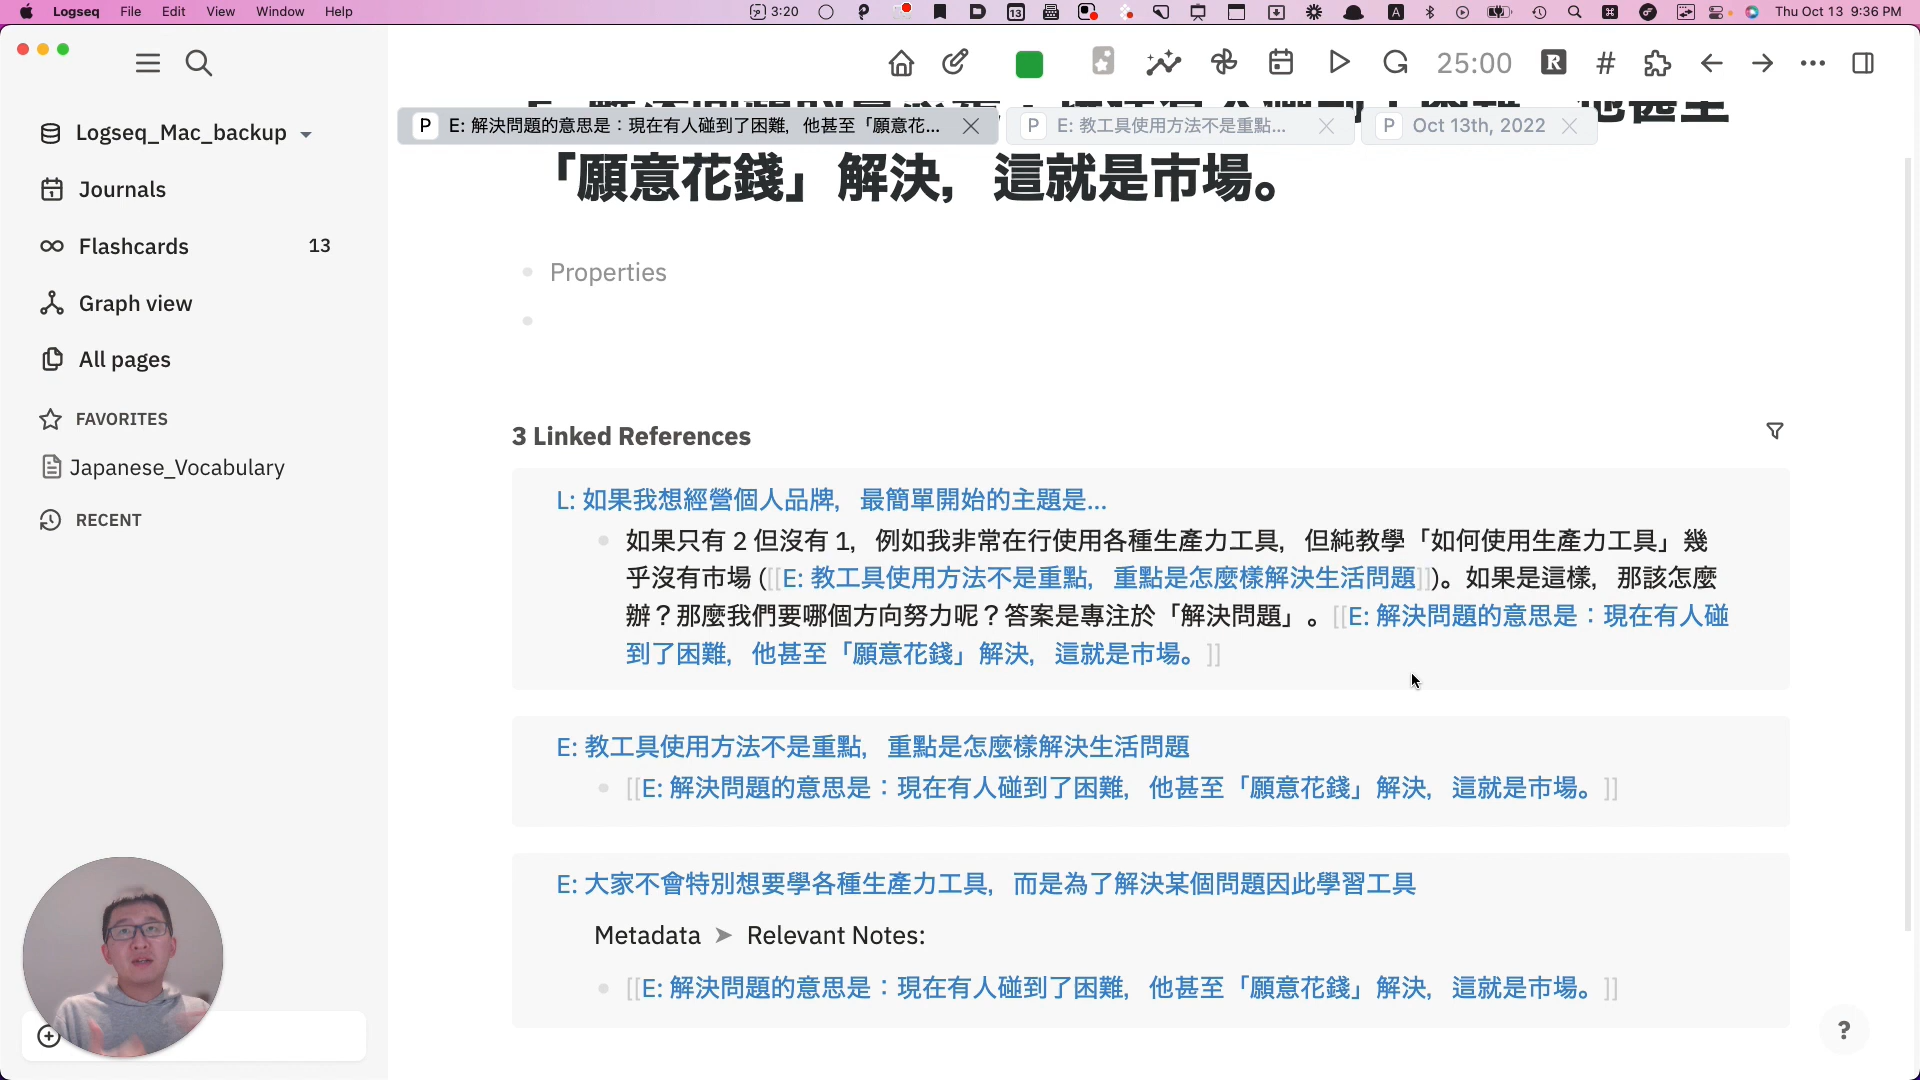 Logseq File Edit View Window Help 3:20 13 A Thu Oct 13 9:36 PM
25:00 R #
Logseq_Mac_backup
Journals
Flashcards 13
Graph view
All pages
FAVORITES
Japanese_Vocabulary
RECENT
P E: 解決問題的意思是：現在有人碰到了困難，他甚至「願意花... P E: 教工具使用方法不是重點... P Oct 13th, 2022
「願意花錢」解決，這就是市場。
Properties
3 Linked References
L: 如果我想經營個人品牌，最簡單開始的主題是...
如果只有 2 但沒有 1，例如我非常在行使用各種生產力工具，但純教學「如何使用生產力工具」幾
乎沒有市場 ([[E: 教工具使用方法不是重點，重點是怎麼樣解決生活問題]])。如果是這樣，那該怎麼
辦？那麼我們要哪個方向努力呢？答案是專注於「解決問題」。[[E: 解決問題的意思是：現在有人碰
到了困難，他甚至「願意花錢」解決，這就是市場。]]
E: 教工具使用方法不是重點，重點是怎麼樣解決生活問題
[[E: 解決問題的意思是：現在有人碰到了困難，他甚至「願意花錢」解決，這就是市場。]]
E: 大家不會特別想要學各種生產力工具，而是為了解決某個問題因此學習工具
Metadata ➤ Relevant Notes:
[[E: 解決問題的意思是：現在有人碰到了困難，他甚至「願意花錢」解決，這就是市場。]]
?